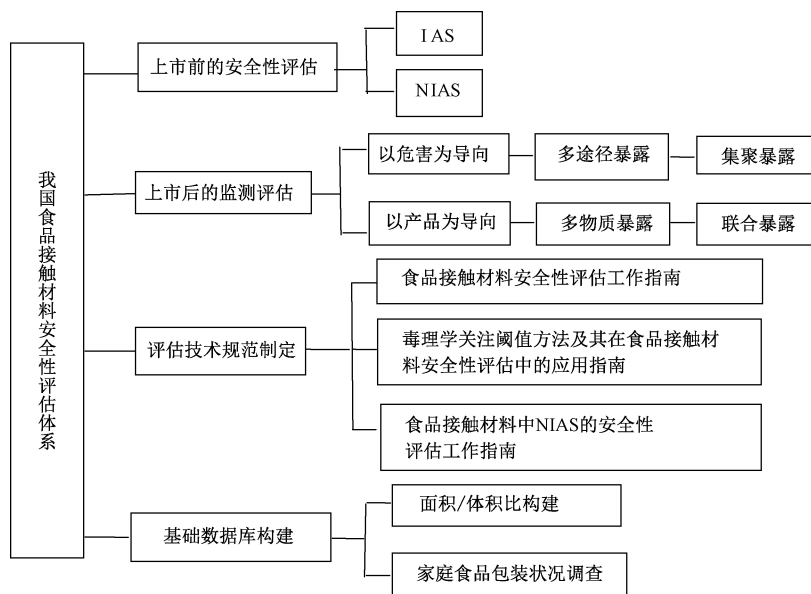 我国食品接触材料安全性评估体系
上市前的安全性评估
IAS
NIAS
上市后的监测评估
以危害为导向
多途径暴露
集聚暴露
以产品为导向
多物质暴露
联合暴露
评估技术规范制定
食品接触材料安全性评估工作指南
毒理学关注阈值方法及其在食品接触材
料安全性评估中的应用指南
食品接触材料中NIAS的安全性
评估工作指南
基础数据库构建
面积/体积比构建
家庭食品包装状况调查